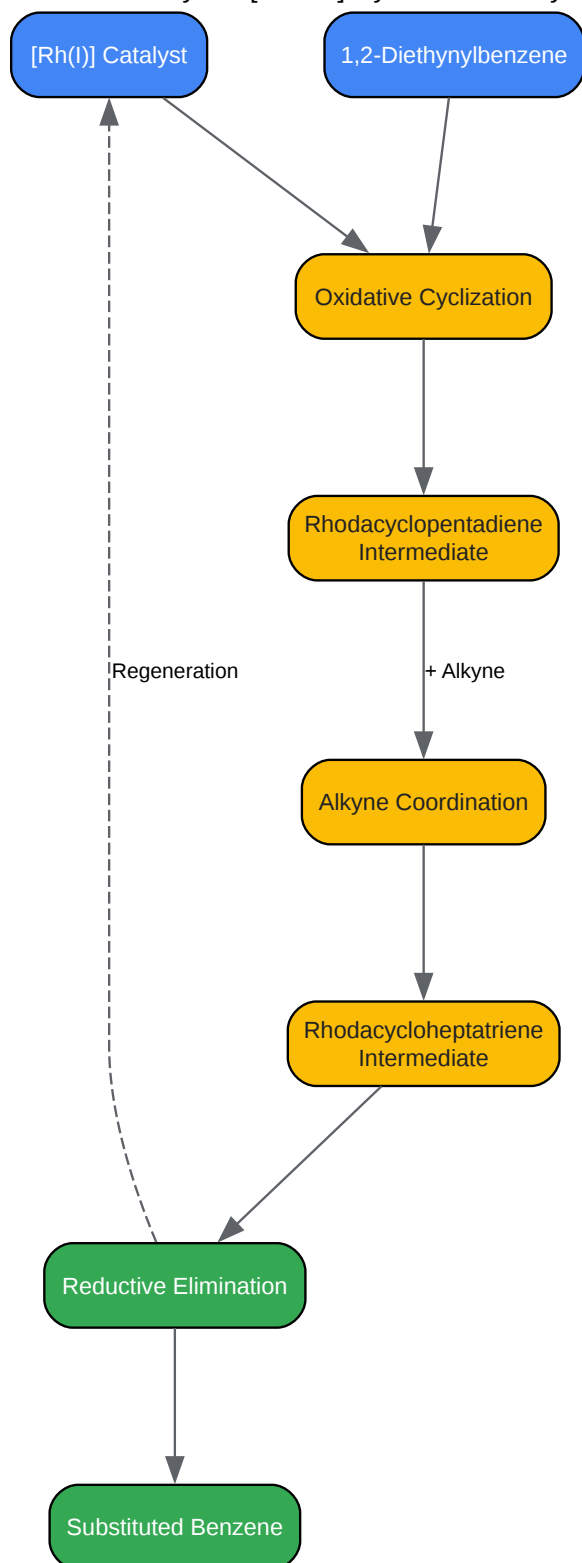 [Rh(I)] Catalyst
1,2-Diethynylbenzene
Oxidative Cyclization
Rhodacyclopentadiene
Intermediate
Regeneration
+ Alkyne
Alkyne Coordination
Rhodacycloheptatriene
Intermediate
Reductive Elimination
Substituted Benzene